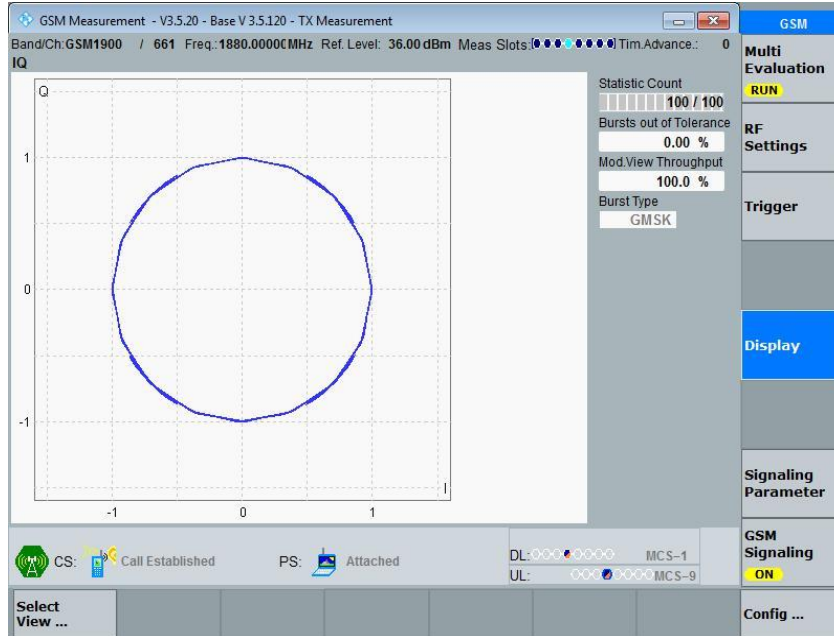 GSM Measurement - V3.5.20 - Base V 3.5.120 - TX Measurement
Band/Ch:GSM1900 / 661 Freq.:1880.0000 MHz Ref. Level: 36.00 dBm Meas Slots: Tim.Advance.: 0
IQ
Q
1
0
-1
-1 0 1
I
Statistic Count
100 / 100
Bursts out of Tolerance
0.00 %
Mod.View Throughput
100.0 %
Burst Type
GMSK
CS: Call Established PS: Attached
DL: MCS-1
UL: MCS-9
Select
View ...
GSM
Multi
Evaluation
RUN
RF
Settings
Trigger
Display
Signaling
Parameter
GSM
Signaling
ON
Config ...